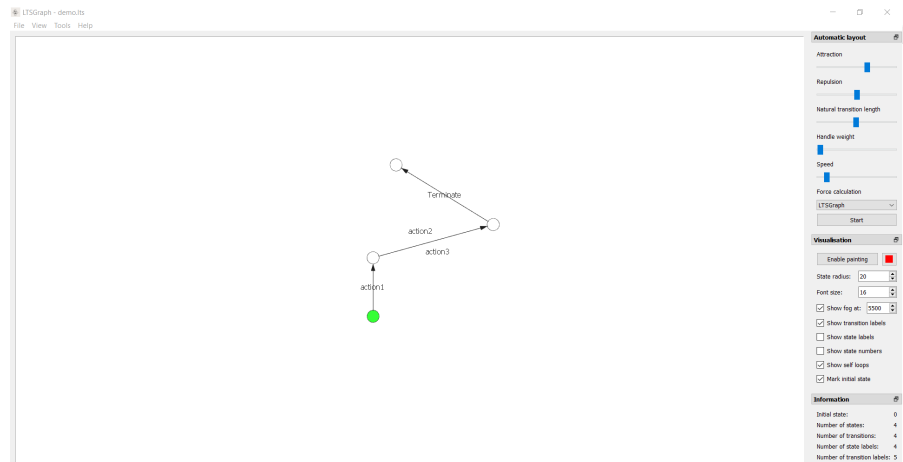 LTSGraph - demo.lts
File View Tools Help
Terminate
action2
action3
action1
Automatic layout
Attraction
Repulsion
Natural transition length
Handle weight
Speed
Force calculation
LTSGraph
Start
Visualisation
Enable painting
State radius: 20
Font size: 16
Show fog at: 5500
Show transition labels
Show state labels
Show state numbers
Show self loops
Mark initial state
Information
Initial state: 0
Number of states: 4
Number of transitions: 4
Number of state labels: 4
Number of transition labels: 5